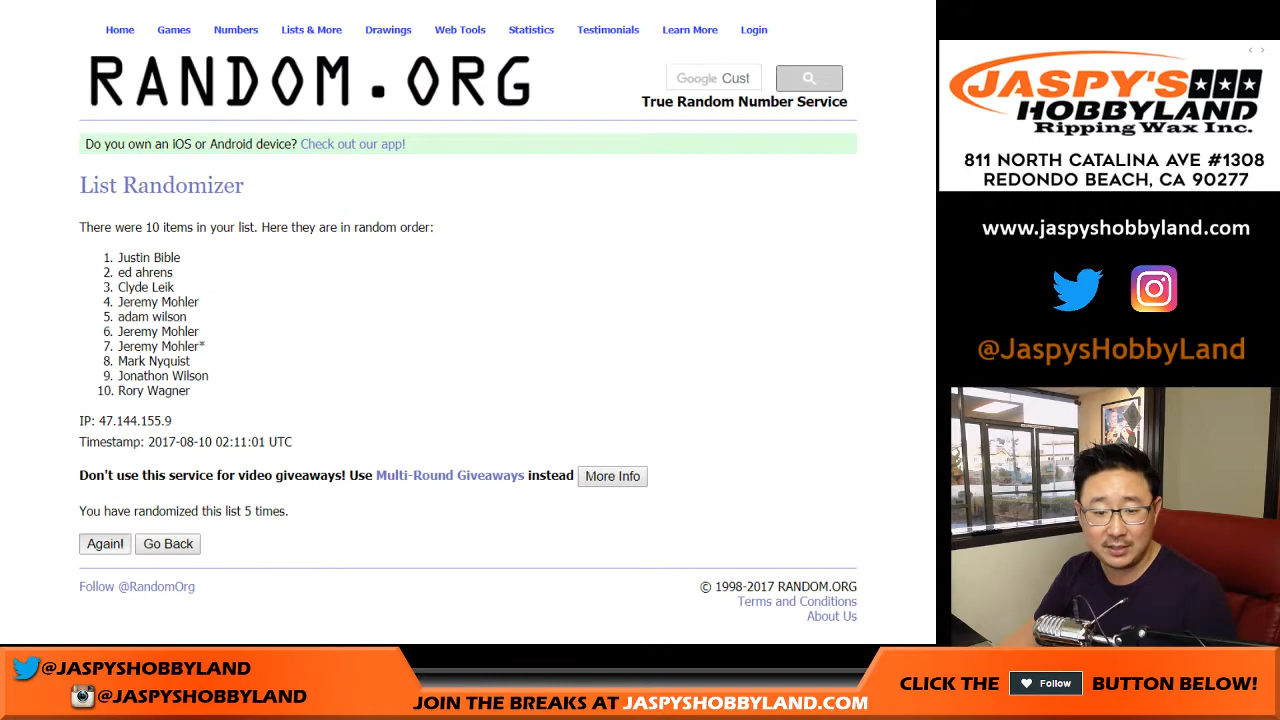 Home Games Numbers Lists & More Drawings Web Tools Statistics Testimonials Learn More Login
RANDOM.ORG
Google Cust
True Random Number Service
Do you own an iOS or Android device? Check out our app!
List Randomizer
There were 10 items in your list. Here they are in random order:
1. Justin Bible
2. ed ahrens
3. Clyde Leik
4. Jeremy Mohler
5. adam wilson
6. Jeremy Mohler
7. Jeremy Mohler*
8. Mark Nyquist
9. Jonathon Wilson
10. Rory Wagner
IP: 47.144.155.9
Timestamp: 2017-08-10 02:11:01 UTC
Don't use this service for video giveaways! Use Multi-Round Giveaways instead More Info
You have randomized this list 5 times.
Again! Go Back
Follow @RandomOrg
© 1998-2017 RANDOM.ORG
Terms and Conditions
About Us
JASPY'S
HOBBYLAND
Ripping Wax Inc.
811 NORTH CATALINA AVE #1308
REDONDO BEACH, CA 90277
www.jaspyshobbyland.com
@JaspysHobbyLand
@JASPYSHOBBYLAND
@JASPYSHOBBYLAND
JOIN THE BREAKS AT JASPYSHOBBYLAND.COM
CLICK THE Follow BUTTON BELOW!